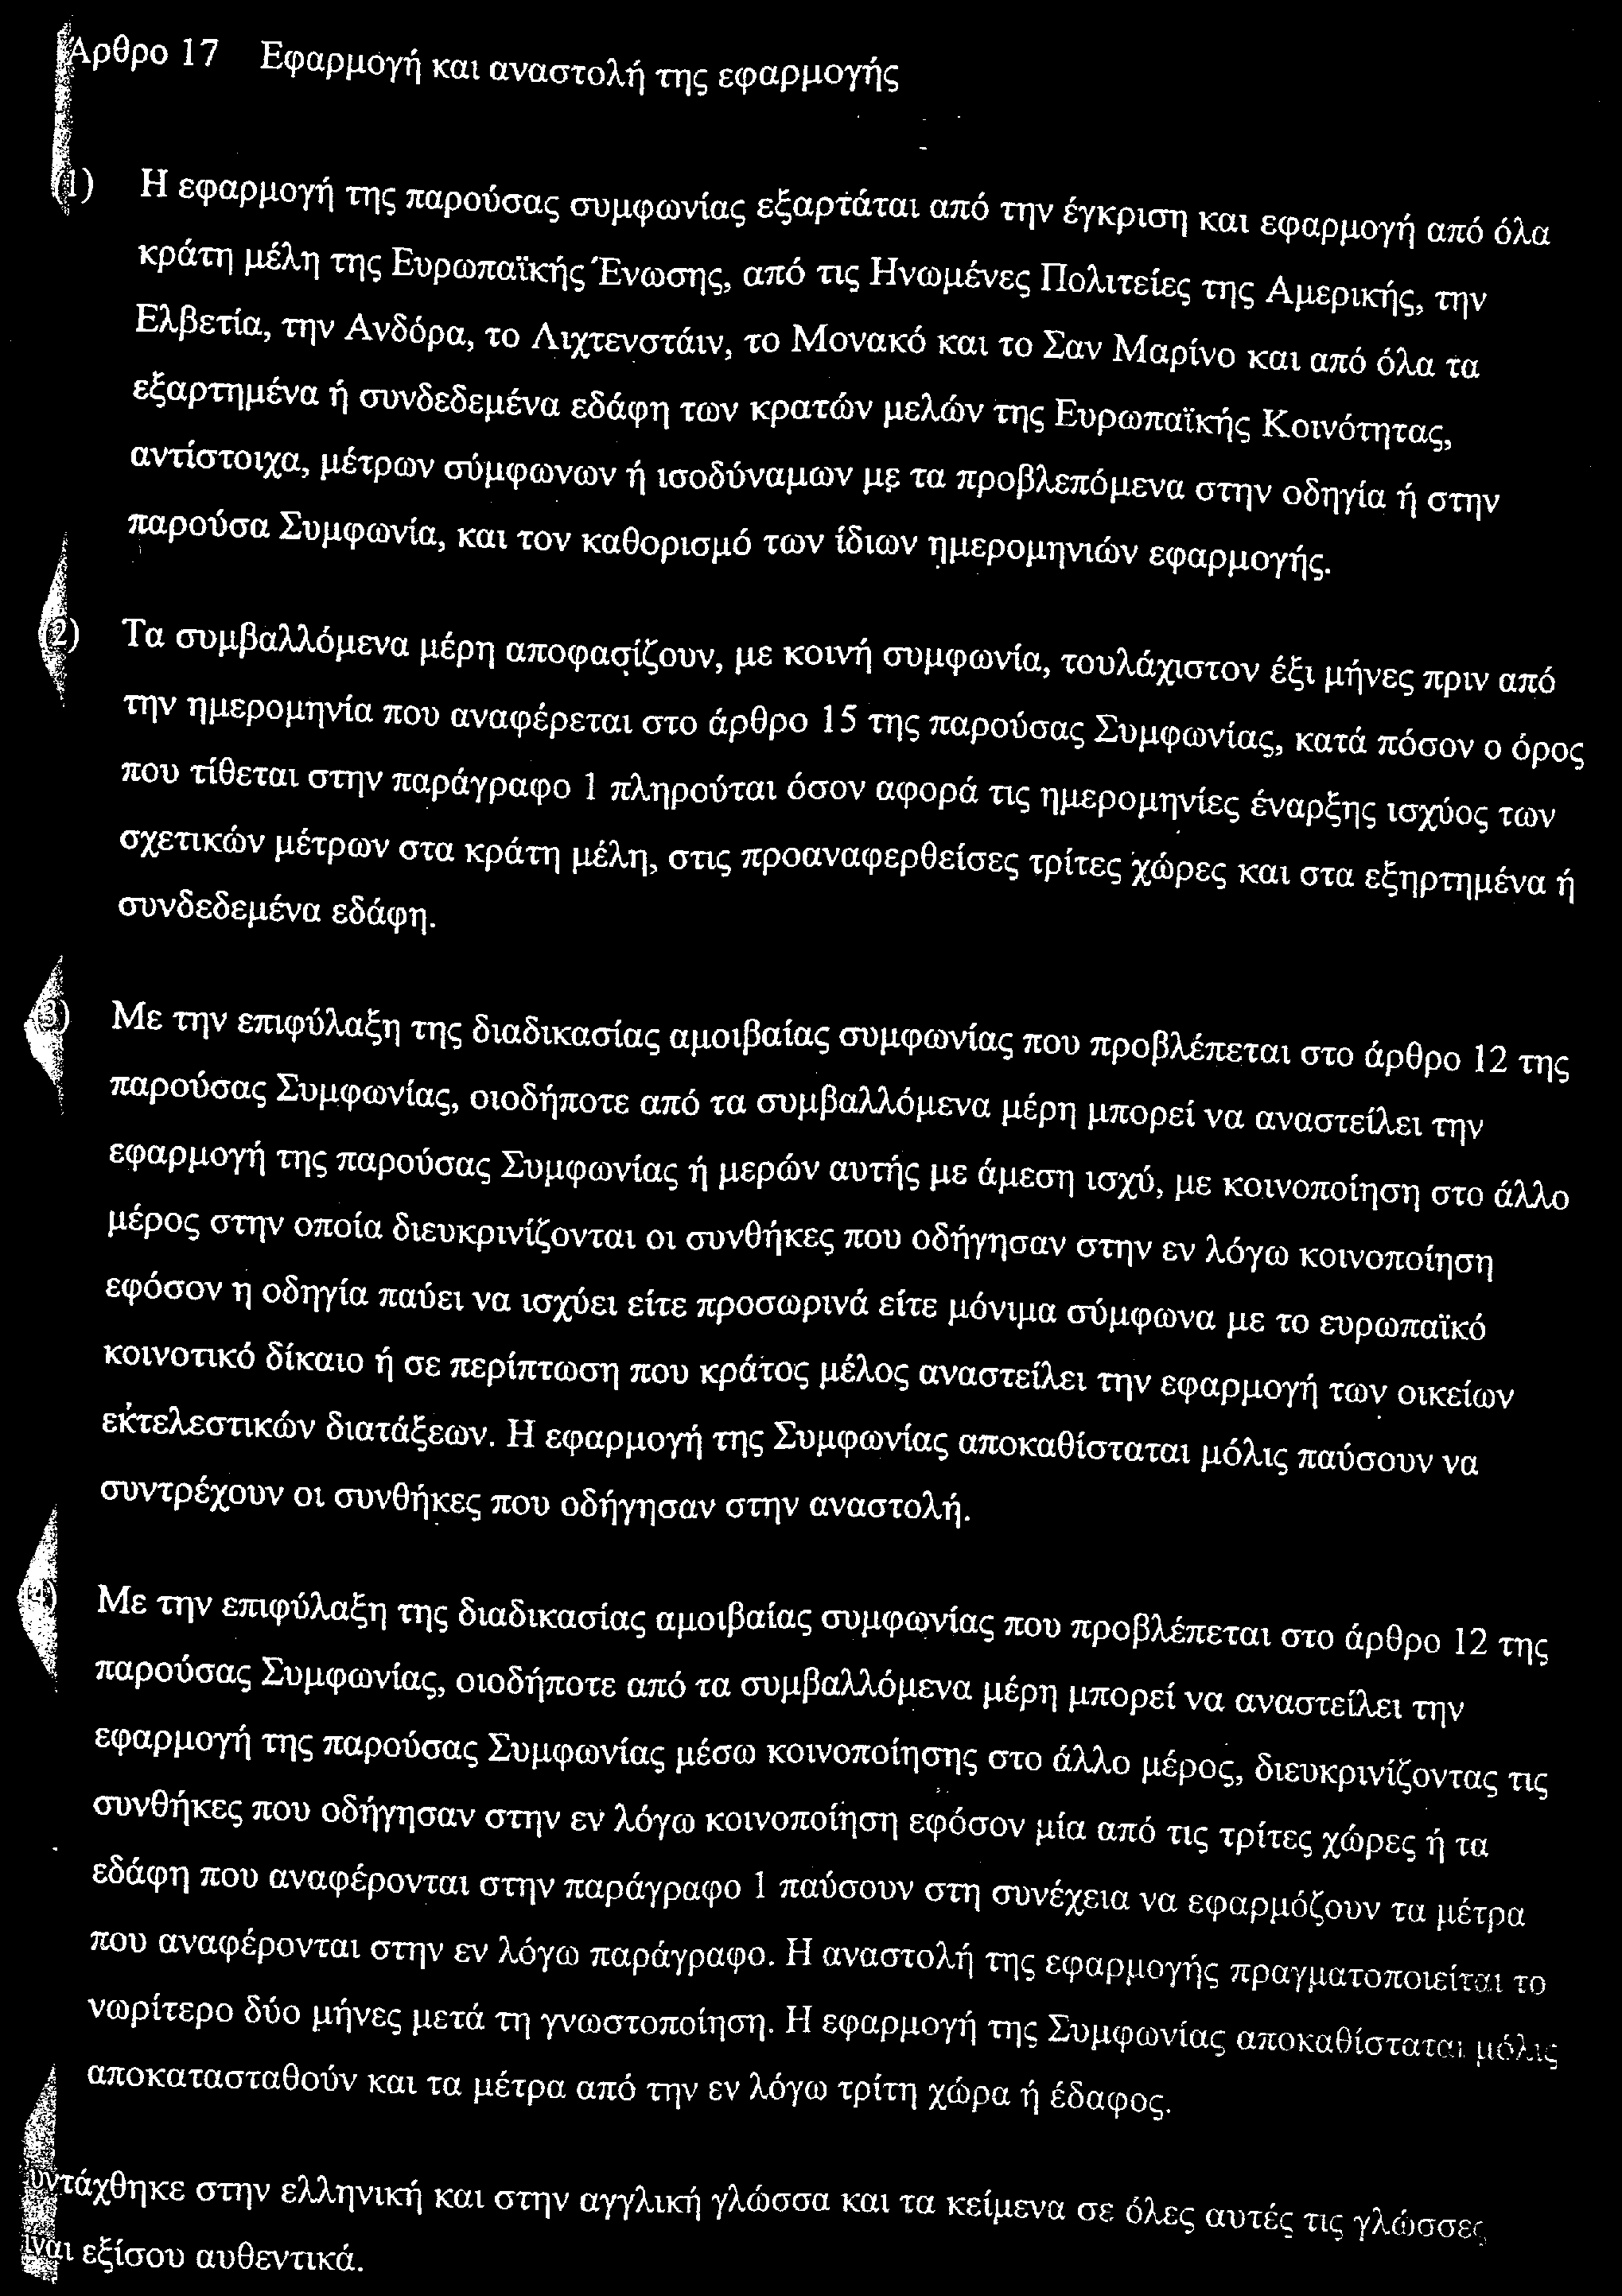 Άρθρο 17 Εφαρμογή και αναστολή της εφαρμογής
(1) Η εφαρμογή της παρούσας συμφωνίας εξαρτάται από την έγκριση και εφαρμογή από όλα
κράτη μέλη της Ευρωπαϊκής Ένωσης, από τις Ηνωμένες Πολιτείες της Αμερικής, την
Ελβετία, την Ανδόρα, το Λιχτενστάιν, το Μονακό και το Σαν Μαρίνο και από όλα τα
εξαρτημένα ή συνδεδεμένα εδάφη των κρατών μελών της Ευρωπαϊκής Κοινότητας,
αντίστοιχα, μέτρων σύμφωνων ή ισοδύναμων με τα προβλεπόμενα στην οδηγία ή στην
παρούσα Συμφωνία, και τον καθορισμό των ίδιων ημερομηνιών εφαρμογής.
(2) Τα συμβαλλόμενα μέρη αποφασίζουν, με κοινή συμφωνία, τουλάχιστον έξι μήνες πριν από
την ημερομηνία που αναφέρεται στο άρθρο 15 της παρούσας Συμφωνίας, κατά πόσον ο όρος
που τίθεται στην παράγραφο 1 πληρούται όσον αφορά τις ημερομηνίες έναρξης ισχύος των
σχετικών μέτρων στα κράτη μέλη, στις προαναφερθείσες τρίτες χώρες και στα εξηρτημένα ή
συνδεδεμένα εδάφη.
(3) Με την επιφύλαξη της διαδικασίας αμοιβαίας συμφωνίας που προβλέπεται στο άρθρο 12 της
παρούσας Συμφωνίας, οιοδήποτε από τα συμβαλλόμενα μέρη μπορεί να αναστείλει την
εφαρμογή της παρούσας Συμφωνίας ή μερών αυτής με άμεση ισχύ, με κοινοποίηση στο άλλο
μέρος στην οποία διευκρινίζονται οι συνθήκες που οδήγησαν στην εν λόγω κοινοποίηση
εφόσον η οδηγία παύει να ισχύει είτε προσωρινά είτε μόνιμα σύμφωνα με το ευρωπαϊκό
κοινοτικό δίκαιο ή σε περίπτωση που κράτος μέλος αναστείλει την εφαρμογή των οικείων
εκτελεστικών διατάξεων. Η εφαρμογή της Συμφωνίας αποκαθίσταται μόλις παύσουν να
συντρέχουν οι συνθήκες που οδήγησαν στην αναστολή.
(4) Με την επιφύλαξη της διαδικασίας αμοιβαίας συμφωνίας που προβλέπεται στο άρθρο 12 της
παρούσας Συμφωνίας, οιοδήποτε από τα συμβαλλόμενα μέρη μπορεί να αναστείλει την
εφαρμογή της παρούσας Συμφωνίας μέσω κοινοποίησης στο άλλο μέρος, διευκρινίζοντας τις
συνθήκες που οδήγησαν στην εν λόγω κοινοποίηση εφόσον μία από τις τρίτες χώρες ή τα
εδάφη που αναφέρονται στην παράγραφο 1 παύσουν στη συνέχεια να εφαρμόζουν τα μέτρα
που αναφέρονται στην εν λόγω παράγραφο. Η αναστολή της εφαρμογής πραγματοποιείται το
νωρίτερο δύο μήνες μετά τη γνωστοποίηση. Η εφαρμογή της Συμφωνίας αποκαθίσταται μόλις
αποκατασταθούν και τα μέτρα από την εν λόγω τρίτη χώρα ή έδαφος.
υντάχθηκε στην ελληνική και στην αγγλική γλώσσα και τα κείμενα σε όλες αυτές τις γλώσσες
ίναι εξίσου αυθεντικά.